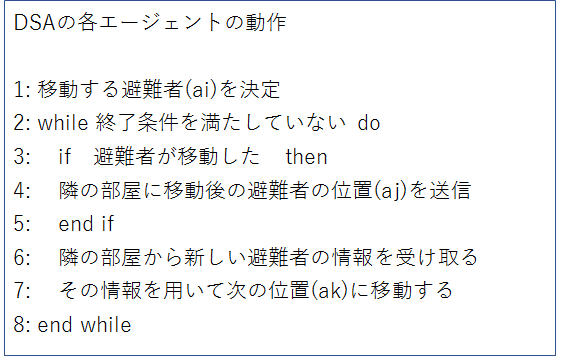 DSAの各エージェントの動作
1: 移動する避難者(ai)を決定
2: while 終了条件を満たしていない do
3: if 避難者が移動した then
4: 隣の部屋に移動後の避難者の位置(aj)を送信
5: end if
6: 隣の部屋から新しい避難者の情報を受け取る
7: その情報を用いて次の位置(ak)に移動する
8: end while